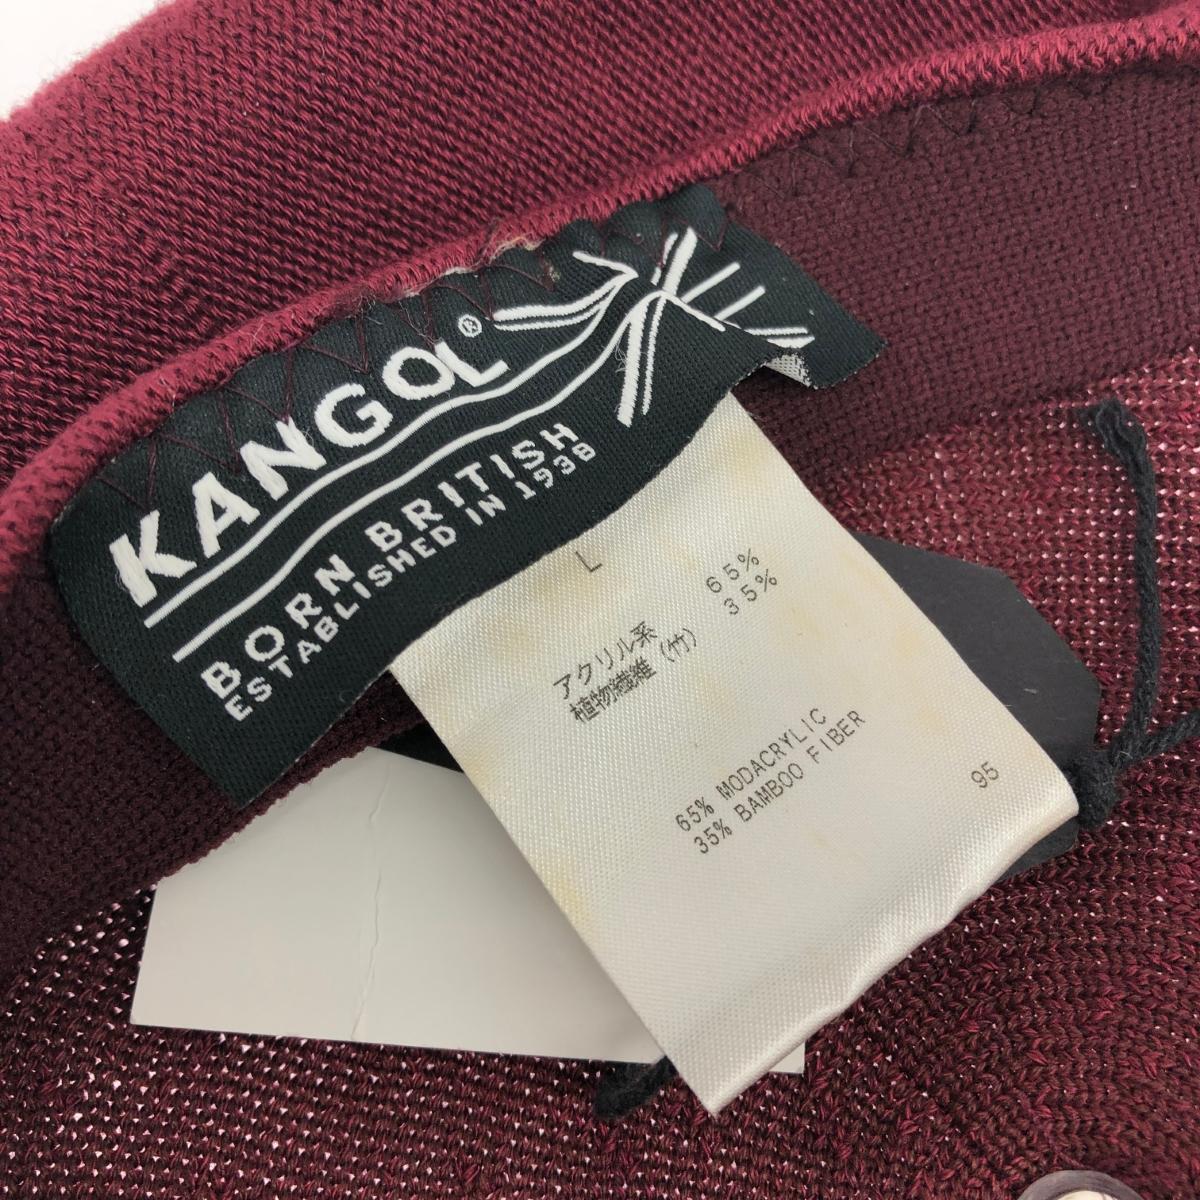 KANGOL®
BORN BRITISH
ESTABLISHED IN 1938
L
アクリル系 65%
植物繊維(竹) 35%
65% MODACRYLIC
35% BAMBOO FIBER
95